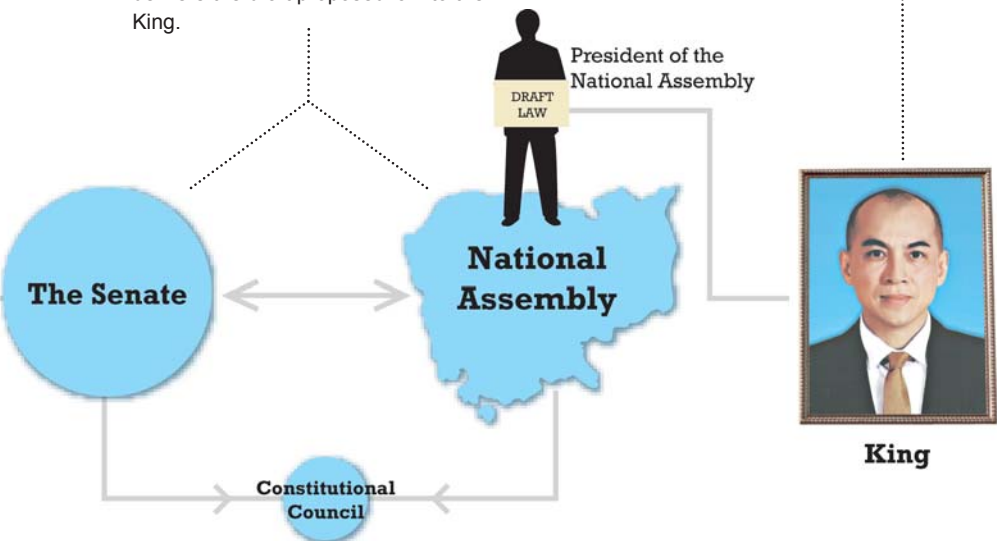 King.
President of the
National Assembly
DRAFT
LAW
The Senate
National
Assembly
King
Constitutional
Council